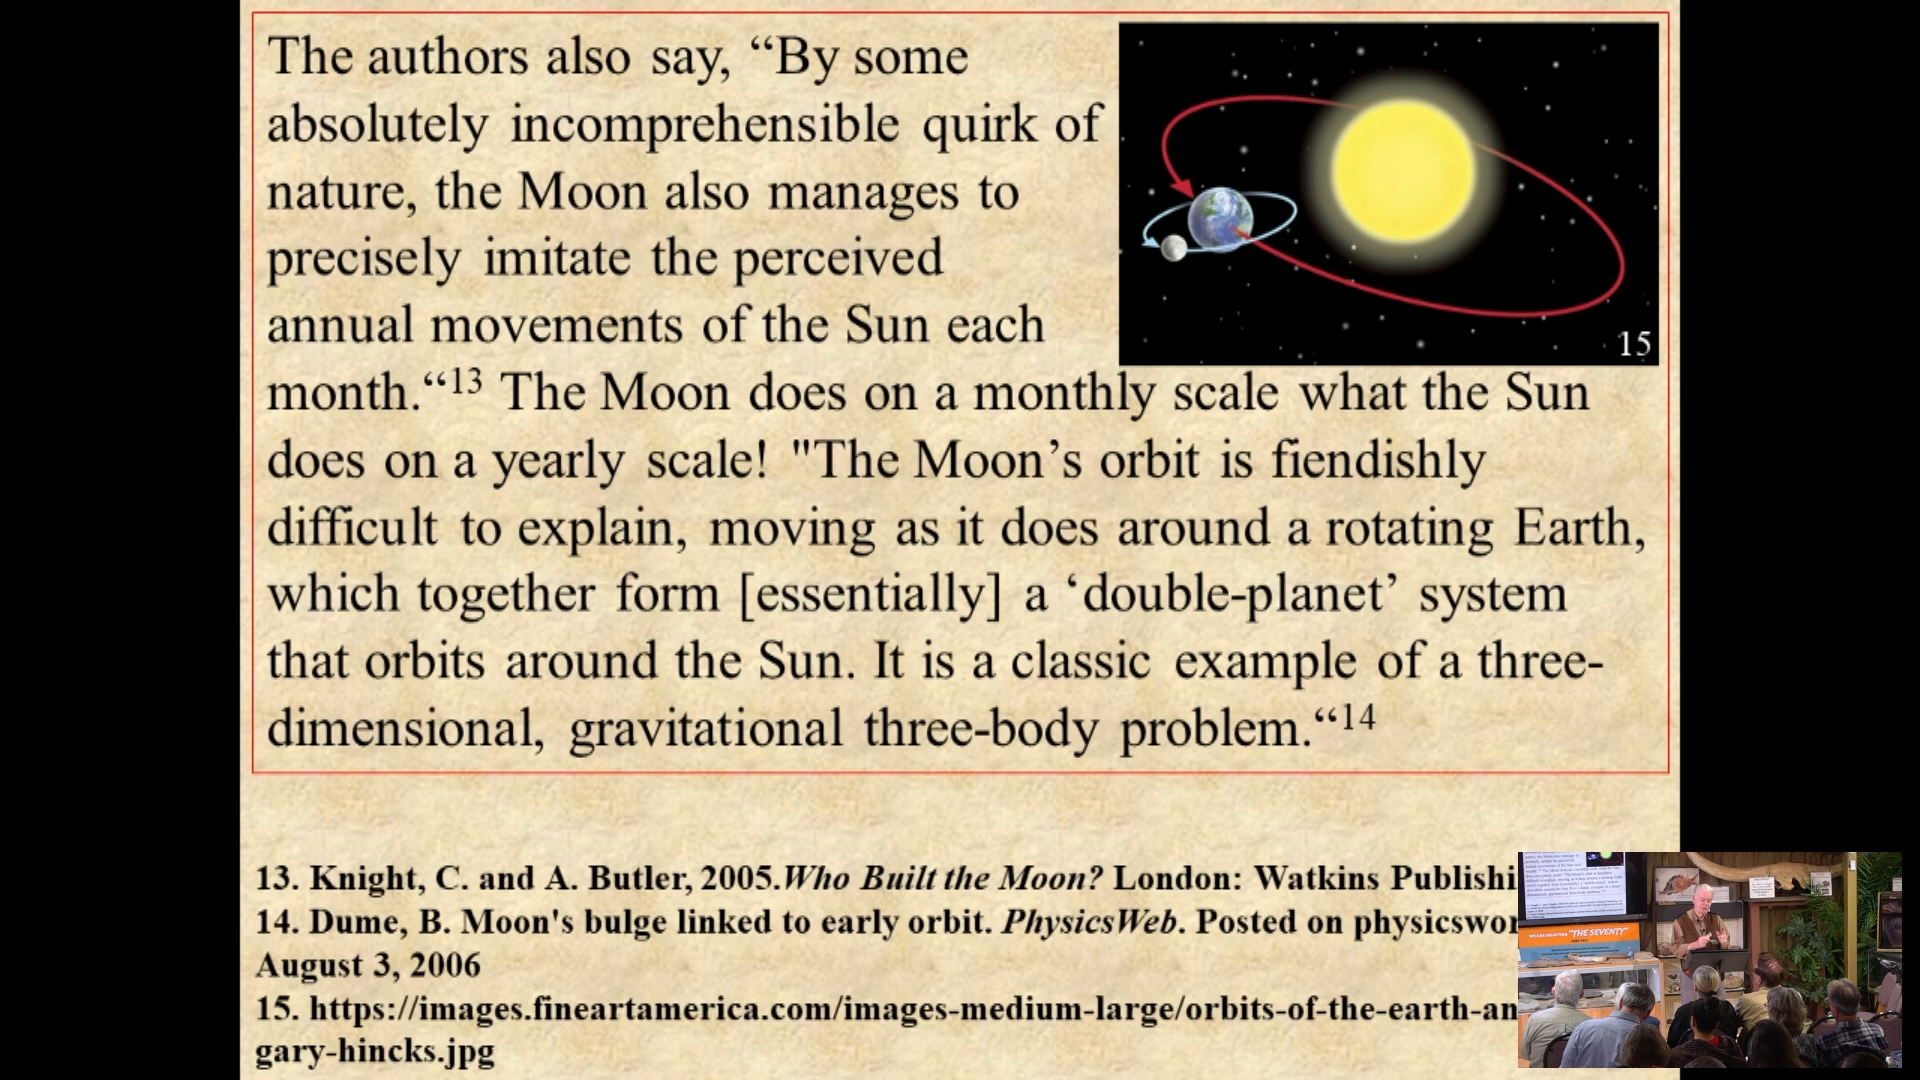 The authors also say, “By some
absolutely incomprehensible quirk of
nature, the Moon also manages to
precisely imitate the perceived
annual movements of the Sun each
month.“13 The Moon does on a monthly scale what the Sun
does on a yearly scale! "The Moon’s orbit is fiendishly
difficult to explain, moving as it does around a rotating Earth,
which together form [essentially] a ‘double-planet’ system
that orbits around the Sun. It is a classic example of a three-
dimensional, gravitational three-body problem.“14
15
13. Knight, C. and A. Butler, 2005.Who Built the Moon? London: Watkins Publishi
14. Dume, B. Moon's bulge linked to early orbit. PhysicsWeb. Posted on physicswor
August 3, 2006
15. https://images.fineartamerica.com/images-medium-large/orbits-of-the-earth-an
gary-hincks.jpg
WE ARE SELECTING "THE SEVENTY"